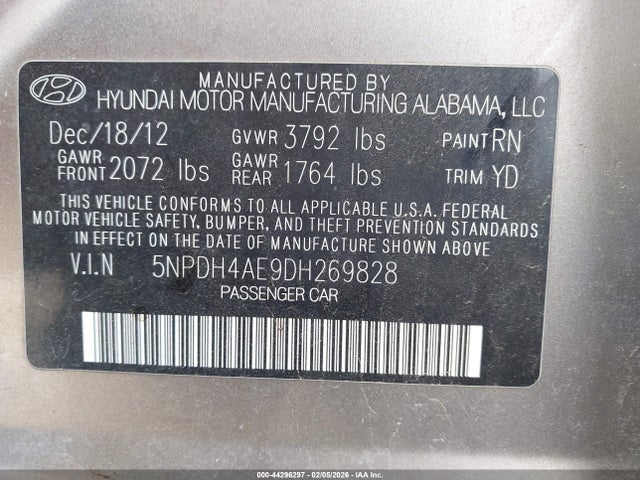 MANUFACTURED BY
HYUNDAI MOTOR MANUFACTURING ALABAMA, LLC
Dec/18/12 GVWR 3792 lbs PAINT RN
GAWR FRONT 2072 lbs GAWR REAR 1764 lbs TRIM YD
THIS VEHICLE CONFORMS TO ALL APPLICABLE U.S.A. FEDERAL
MOTOR VEHICLE SAFETY, BUMPER, AND THEFT PREVENTION STANDARDS
IN EFFECT ON THE DATE OF MANUFACTURE SHOWN ABOVE
V.I.N 5NPDH4AE9DH269828
PASSENGER CAR
000-44296297 - 02/05/2026 - IAA Inc.